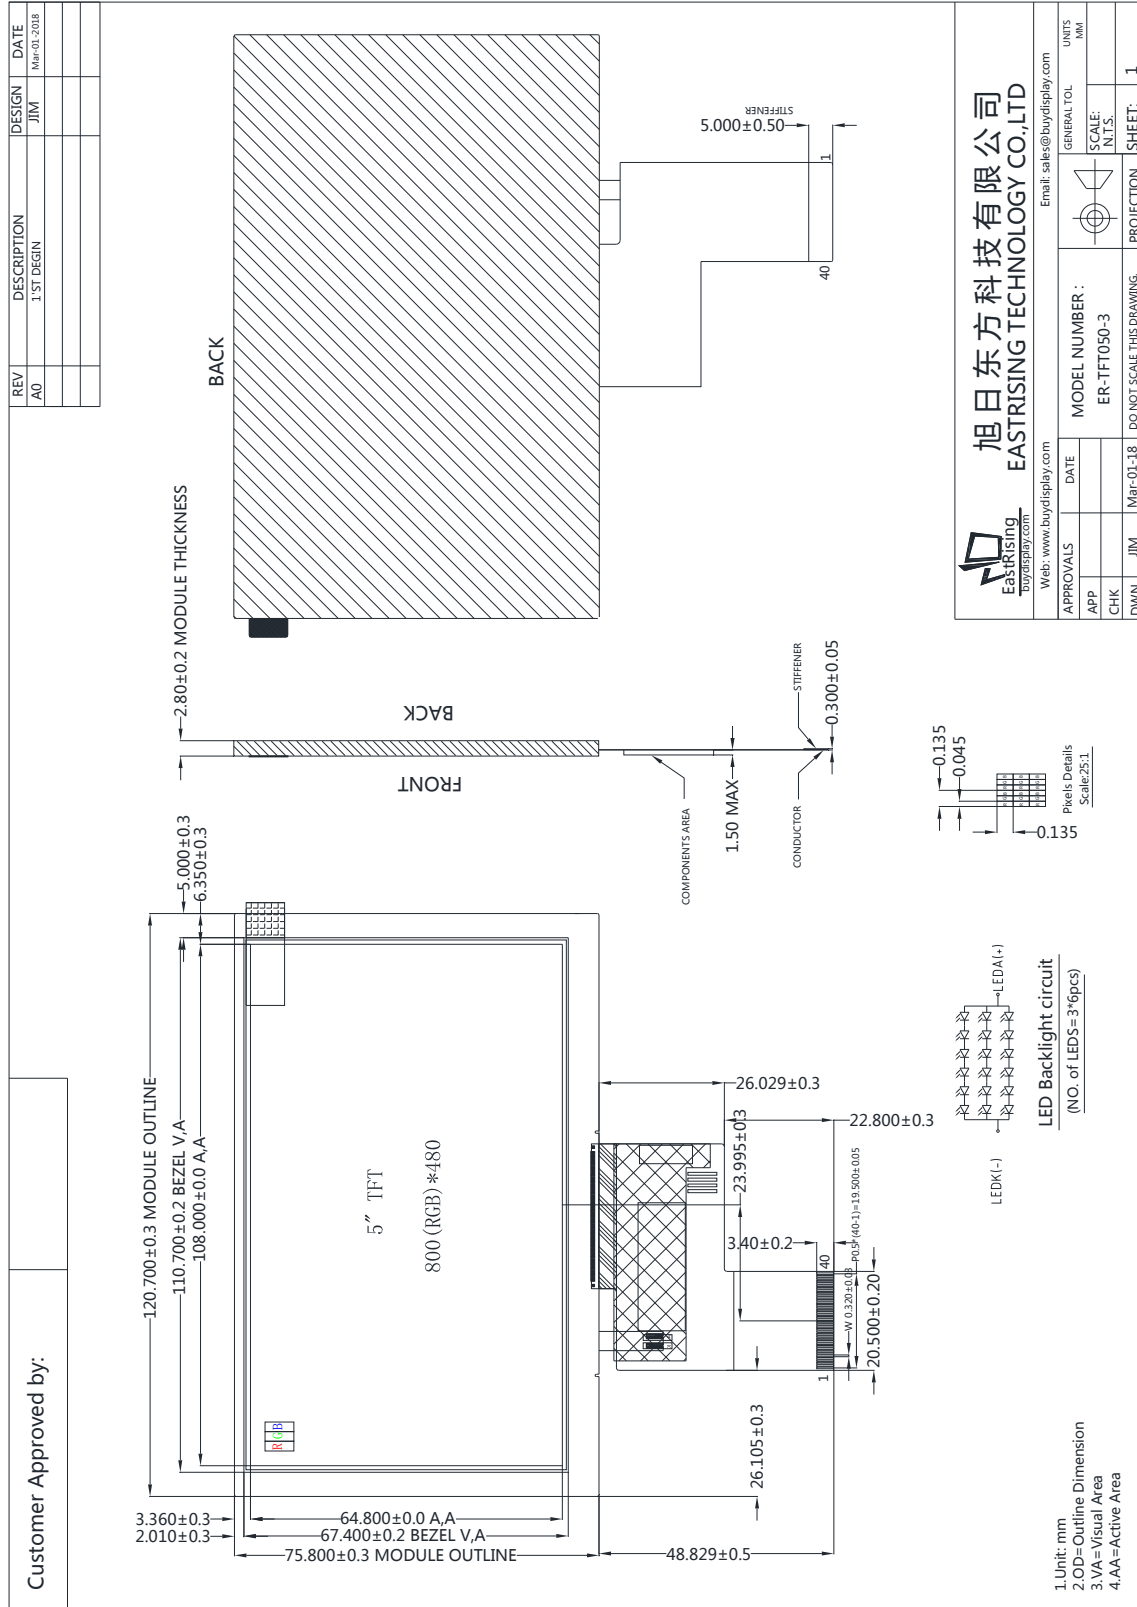 Customer Approved by:
REV DESCRIPTION DESIGN DATE
A0 1'ST DEGIN JIM Mar-01-2018
120.700±0.3 MODULE OUTLINE
110.700±0.2 BEZEL V,A
108.000±0.0 A,A
5.000±0.3
6.350±0.3
3.360±0.3
2.010±0.3
64.800±0.0 A,A
67.400±0.2 BEZEL V,A
75.800±0.3 MODULE OUTLINE
R G B
5" TFT
800 (RGB) *480
26.029±0.3
22.800±0.3
23.995±0.3
3.40±0.2
P0.5*(40-1)=19.500±0.05
W 0.320±0.03
20.500±0.20
1
40
26.105±0.3
48.829±0.5
2.80±0.2 MODULE THICKNESS
FRONT
BACK
COMPONENTS AREA
1.50 MAX
CONDUCTOR
STIFFENER
0.300±0.05
BACK
5.000±0.50
STIFFENER
40
1
LEDK(-)
LEDA(+)
LED Backlight circuit
(NO. of LEDS=3*6pcs)
0.135
0.045
0.135
Pixels Details
Scale:25:1
1.Unit: mm
2.OD=Outline Dimension
3.VA=Visual Area
4.AA=Active Area
EastRising
buydisplay.com
旭日东方科技有限公司
EASTRISING TECHNOLOGY CO.,LTD
Web: www.buydisplay.com Email: sales@buydisplay.com
APPROVALS DATE
APP
CHK
DWN JIM Mar-01-18
MODEL NUMBER :
ER-TFT050-3
DO NOT SCALE THIS DRAWING.
PROJECTION
GENERAL TOL
UNITS
MM
SCALE:
N.T.S.
SHEET: 1